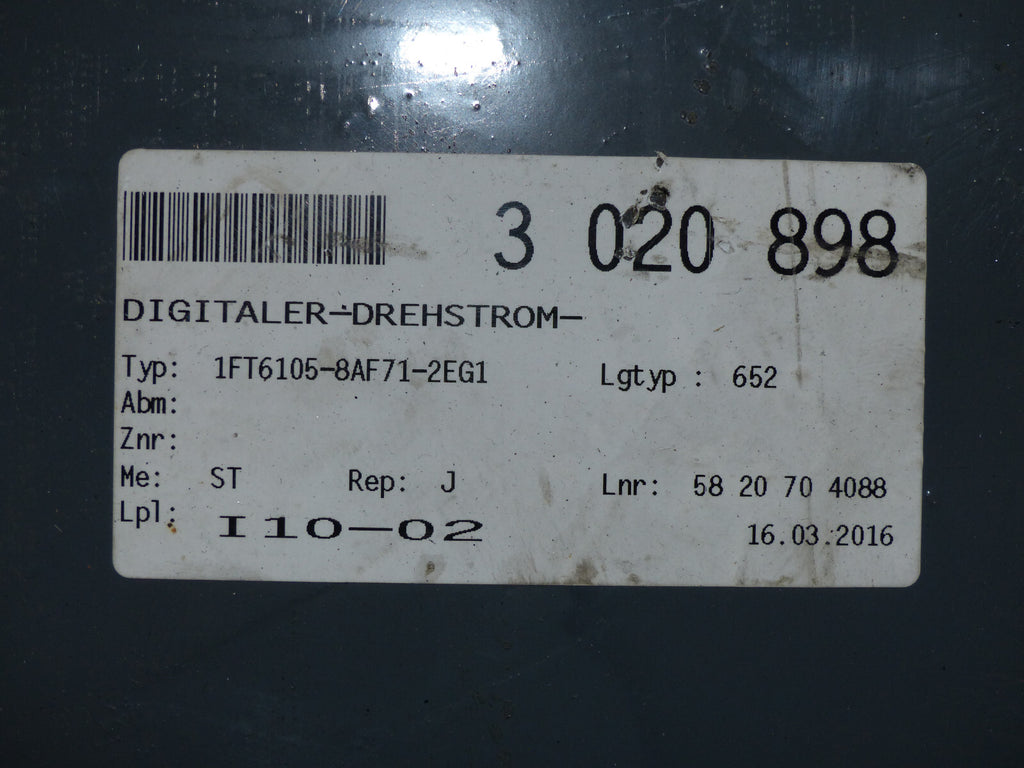 3 020 898
DIGITALER-DREHSTROM-
Typ: 1FT6105-8AF71-2EG1 Lgtyp : 652
Abm:
Znr:
Me: ST Rep: J Lnr: 58 20 70 4088
Lpl: I10-02 16.03.2016